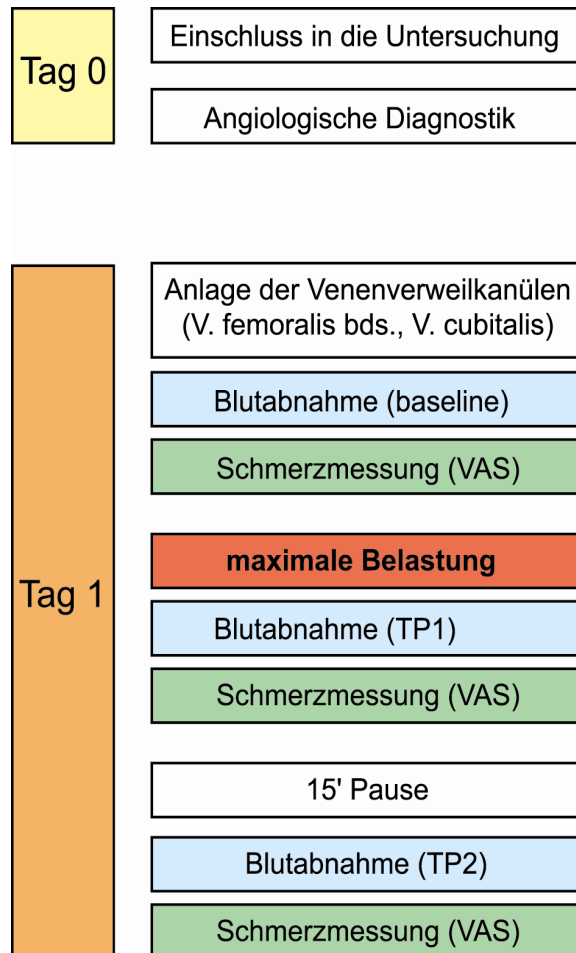 Tag 0
Einschluss in die Untersuchung
Angiologische Diagnostik
Tag 1
Anlage der Venenverweilkanülen
(V. femoralis bds., V. cubitalis)
Blutabnahme (baseline)
Schmerzmessung (VAS)
maximale Belastung
Blutabnahme (TP1)
Schmerzmessung (VAS)
15' Pause
Blutabnahme (TP2)
Schmerzmessung (VAS)